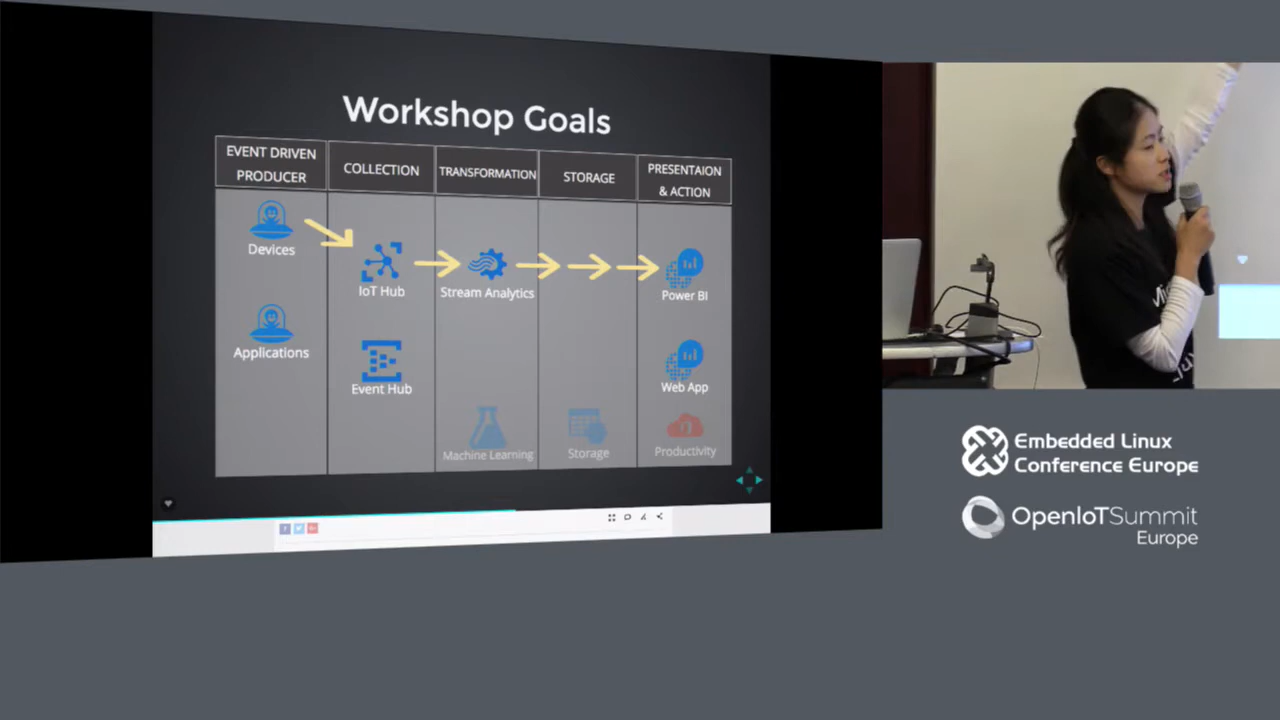 Workshop Goals
EVENT DRIVEN
PRODUCER
COLLECTION
TRANSFORMATION
STORAGE
PRESENTAION
& ACTION
Devices
IoT Hub
Stream Analytics
Power BI
Applications
Event Hub
Web App
Machine Learning
Storage
Productivity
Embedded Linux
Conference Europe
OpenIoTSummit
Europe